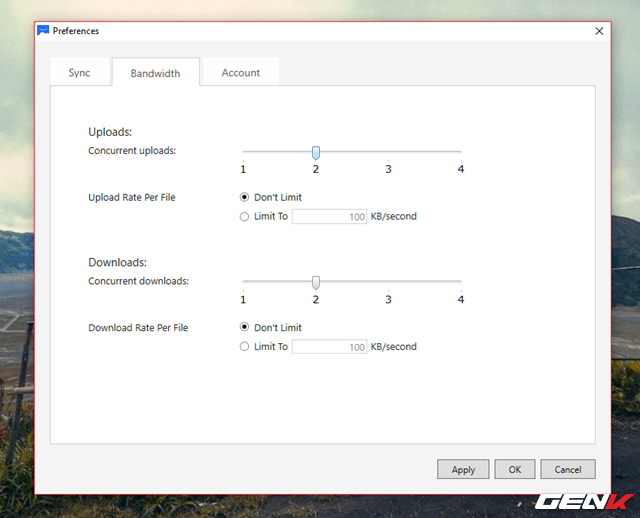 Preferences
Sync Bandwidth Account
Uploads:
Concurrent uploads:
1 2 3 4
Upload Rate Per File Don't Limit
Limit To 100 KB/second
Downloads:
Concurrent downloads:
1 2 3 4
Download Rate Per File Don't Limit
Limit To 100 KB/second
Apply OK Cancel
GENK